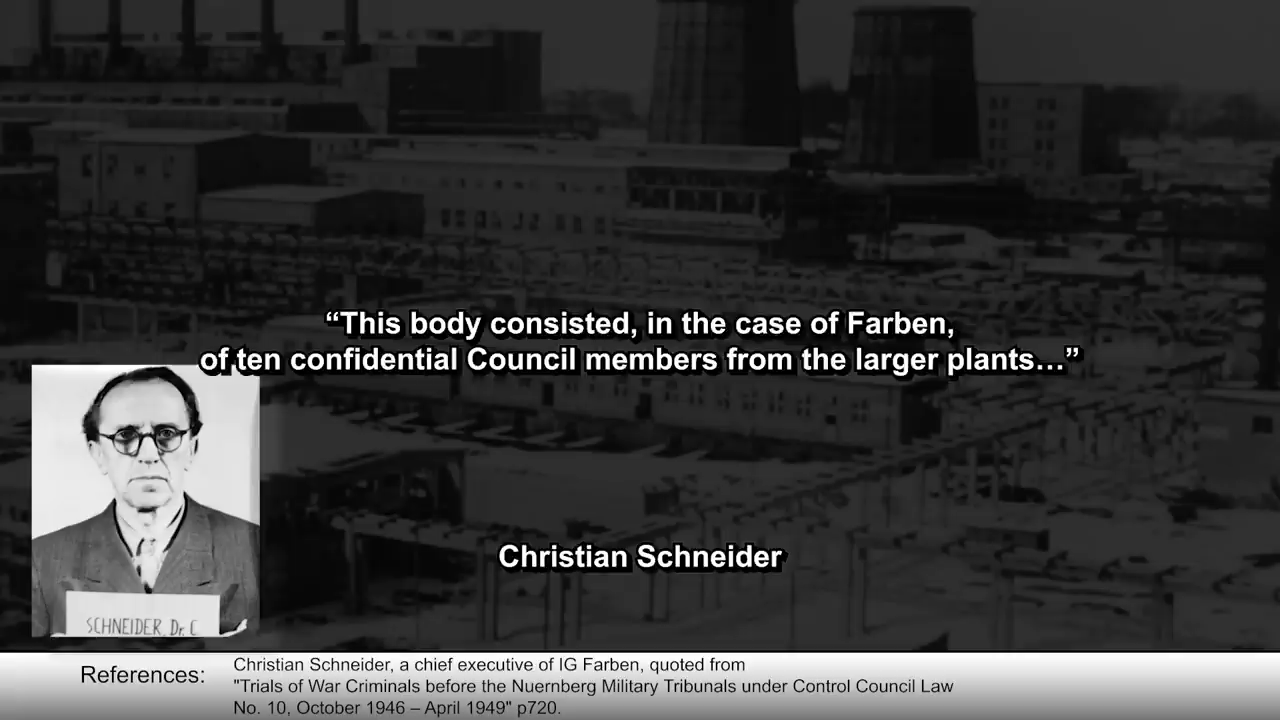 “This body consisted, in the case of Farben,
of ten confidential Council members from the larger plants…”
Christian Schneider
SCHNEIDER, Dr. C
References:
Christian Schneider, a chief executive of IG Farben, quoted from
"Trials of War Criminals before the Nuernberg Military Tribunals under Control Council Law
No. 10, October 1946 – April 1949" p720.